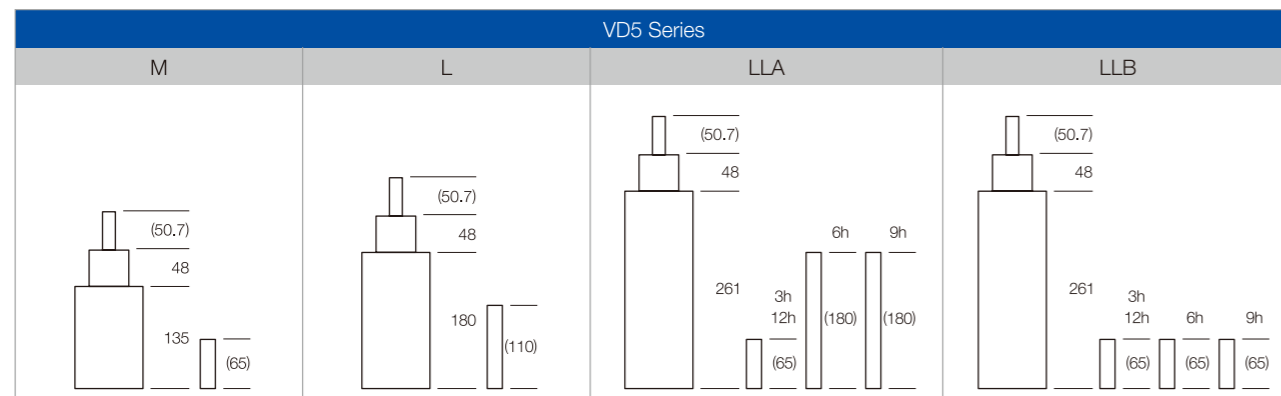 VD5 Series
M
L
LLA
LLB
(50.7)
48
135
(65)
(50.7)
48
180
(110)
(50.7)
48
261
3h
12h
(65)
6h
(180)
9h
(180)
(50.7)
48
261
3h
12h
(65)
6h
(65)
9h
(65)